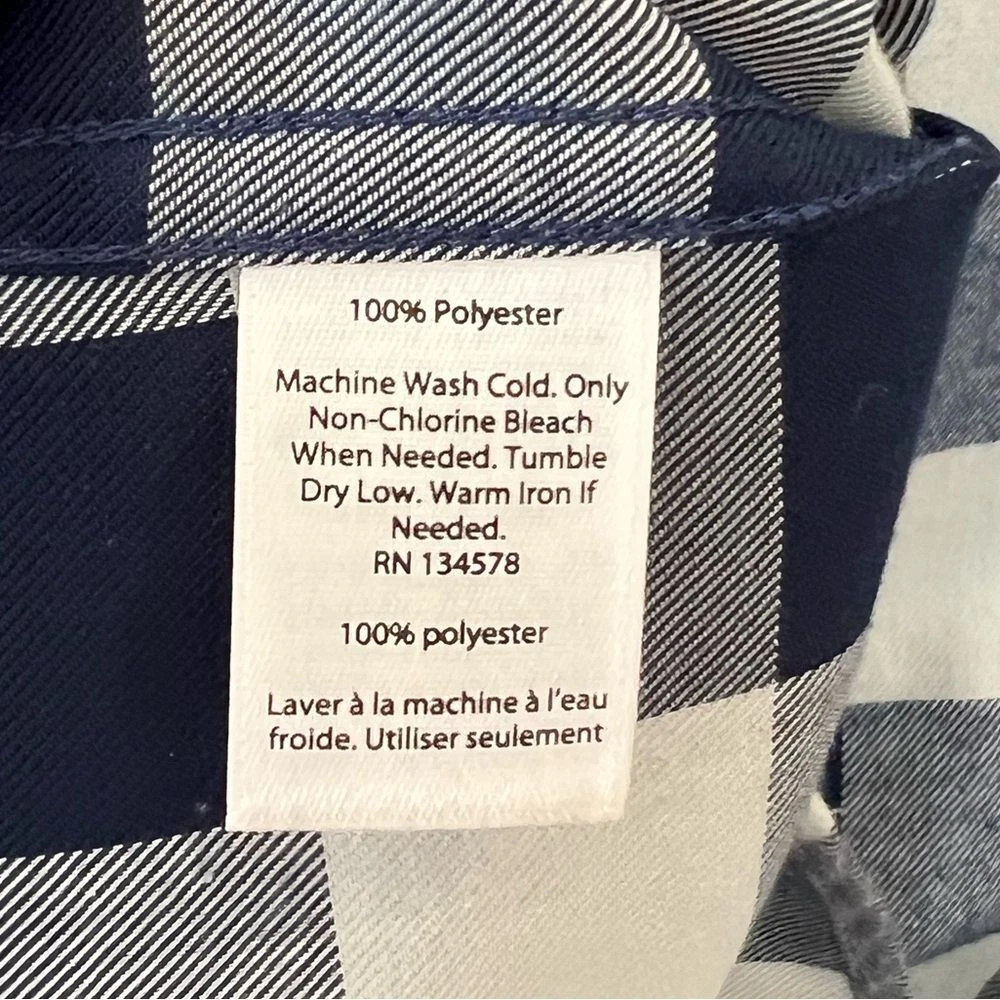 100% Polyester
Machine Wash Cold. Only
Non-Chlorine Bleach
When Needed. Tumble
Dry Low. Warm Iron If
Needed.
RN 134578
100% polyester
Laver à la machine à l'eau
froide. Utiliser seulement